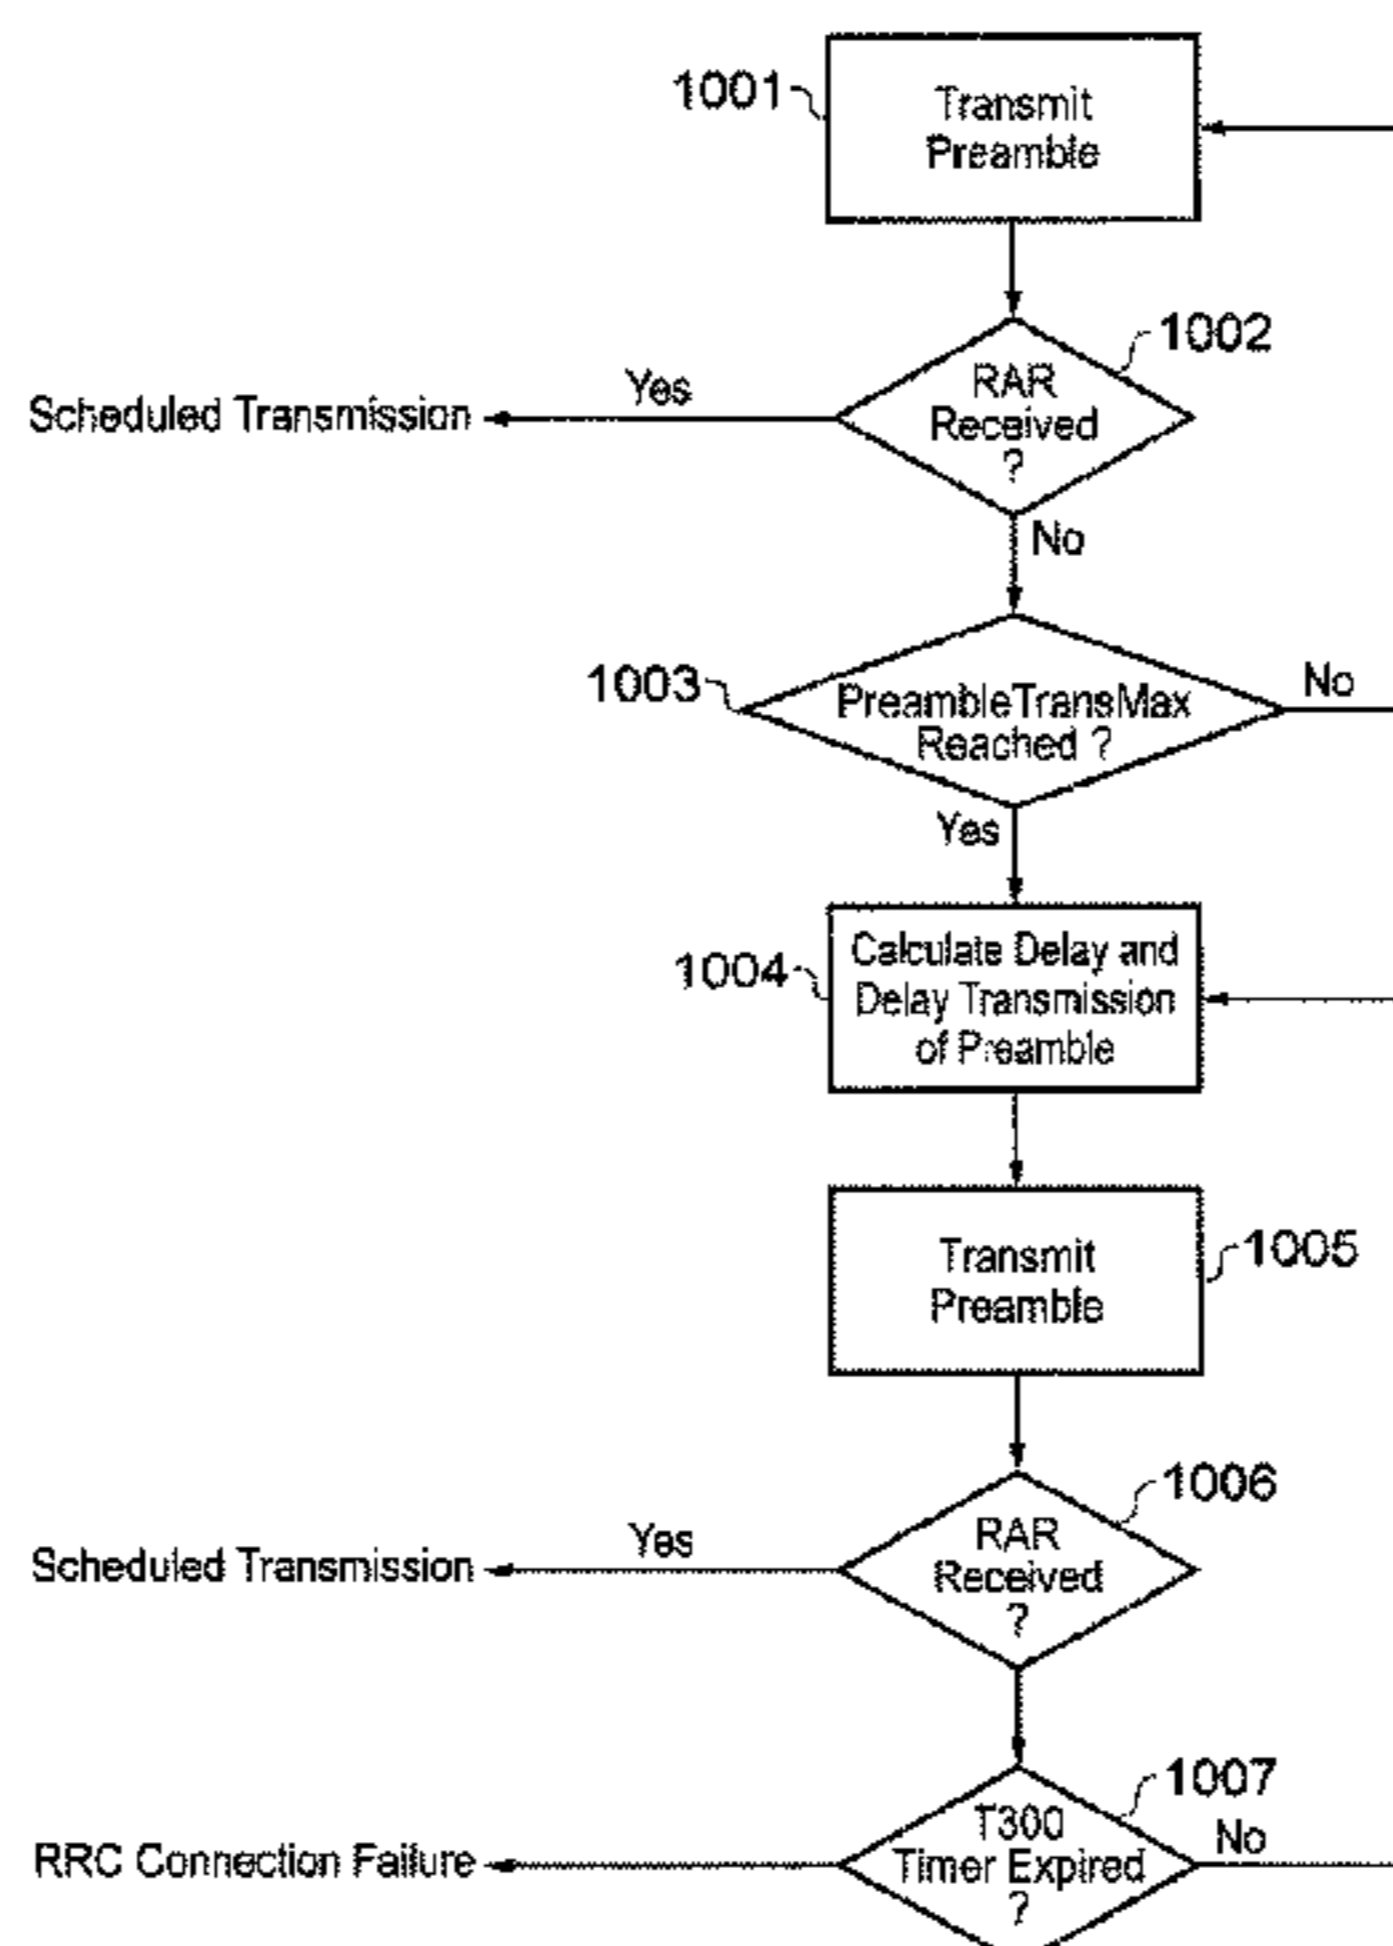 1001
Transmit
Preamble
1002
RAR
Received
?
Yes
Scheduled Transmission
No
1003
PreambleTransMax
Reached ?
No
Yes
1004
Calculate Delay and
Delay Transmission
of Preamble
1005
Transmit
Preamble
1006
RAR
Received
?
Yes
Scheduled Transmission
1007
T300
Timer Expired
?
No
RRC Connection Failure